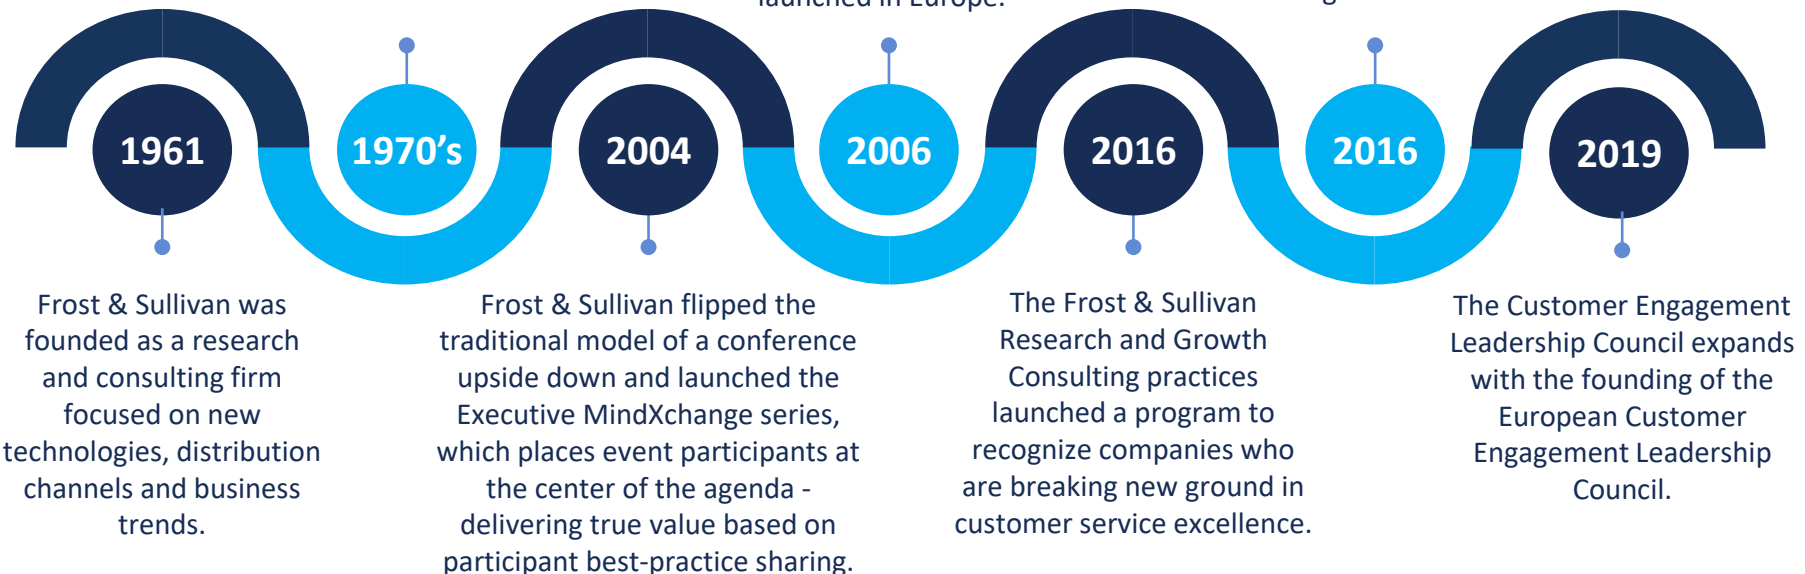 launched in Europe.
1961
1970’s
2004
2006
2016
2016
2019
Frost & Sullivan was
founded as a research
and consulting firm
focused on new
technologies, distribution
channels and business
trends.
Frost & Sullivan flipped the
traditional model of a conference
upside down and launched the
Executive MindXchange series,
which places event participants at
the center of the agenda -
delivering true value based on
participant best-practice sharing.
The Frost & Sullivan
Research and Growth
Consulting practices
launched a program to
recognize companies who
are breaking new ground in
customer service excellence.
The Customer Engagement
Leadership Council expands
with the founding of the
European Customer
Engagement Leadership
Council.